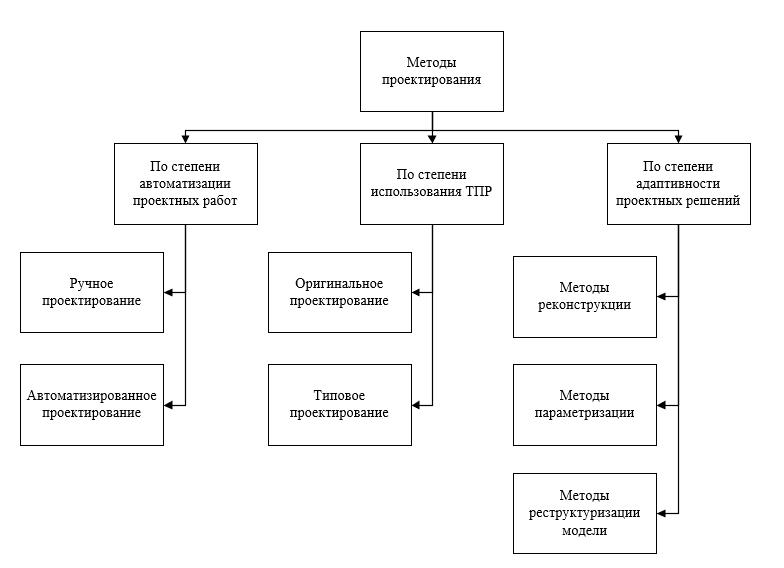 Методы
проектирования
По степени
автоматизации
проектных работ
По степени
использования ТПР
По степени
адаптивности
проектных решений
Ручное
проектирование
Оригинальное
проектирование
Методы
реконструкции
Автоматизированное
проектирование
Типовое
проектирование
Методы
параметризации
Методы
реструктуризации
модели